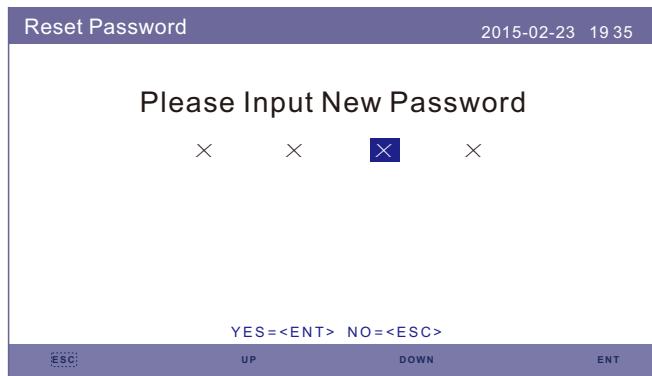 Reset Password 2015-02-23 19 35
Please Input New Password
× × × ×
YES=<ENT> NO=<ESC>
ESC UP DOWN ENT